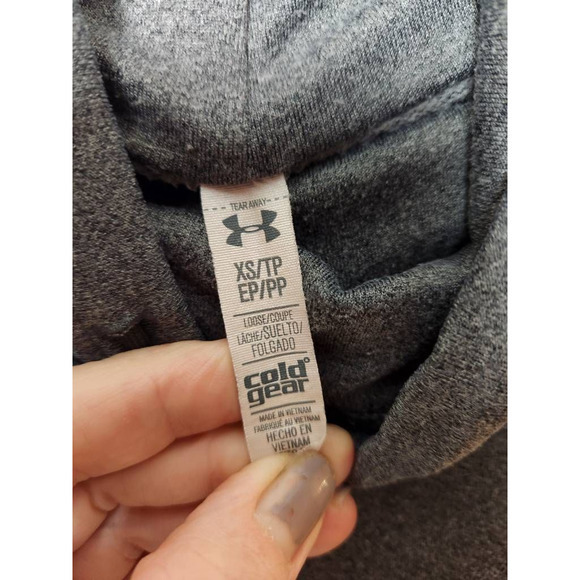 TEAR AWAY
XS/TP
EP/PP
LOOSE/COUPE
LÂCHE/SUELTO/
FOLGADO
cold
gear
MADE IN VIETNAM
FABRIQUÉ AU VIETNAM
HECHO EN
VIETNAM